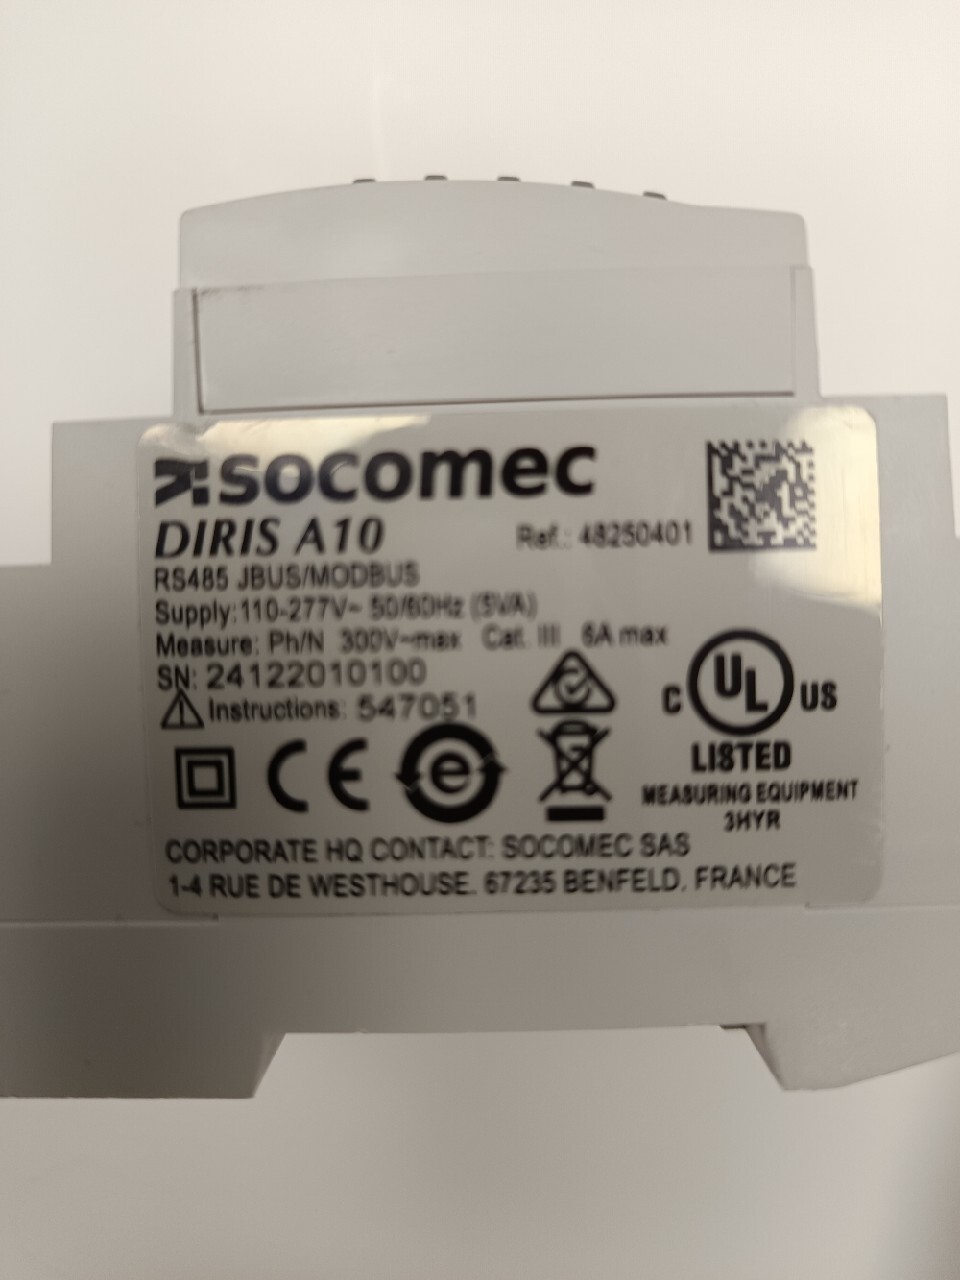 socomec
DIRIS A10
Ref.: 48250401
RS485 JBUS/MODBUS
Supply:110-277V~ 50/60Hz (5VA)
Measure: Ph/N 300V~max Cat. III 6A max
SN: 24122010100
Instructions: 547051
C UL US
LISTED
MEASURING EQUIPMENT
3HYR
CE e
CORPORATE HQ CONTACT: SOCOMEC SAS
1-4 RUE DE WESTHOUSE. 67235 BENFELD. FRANCE